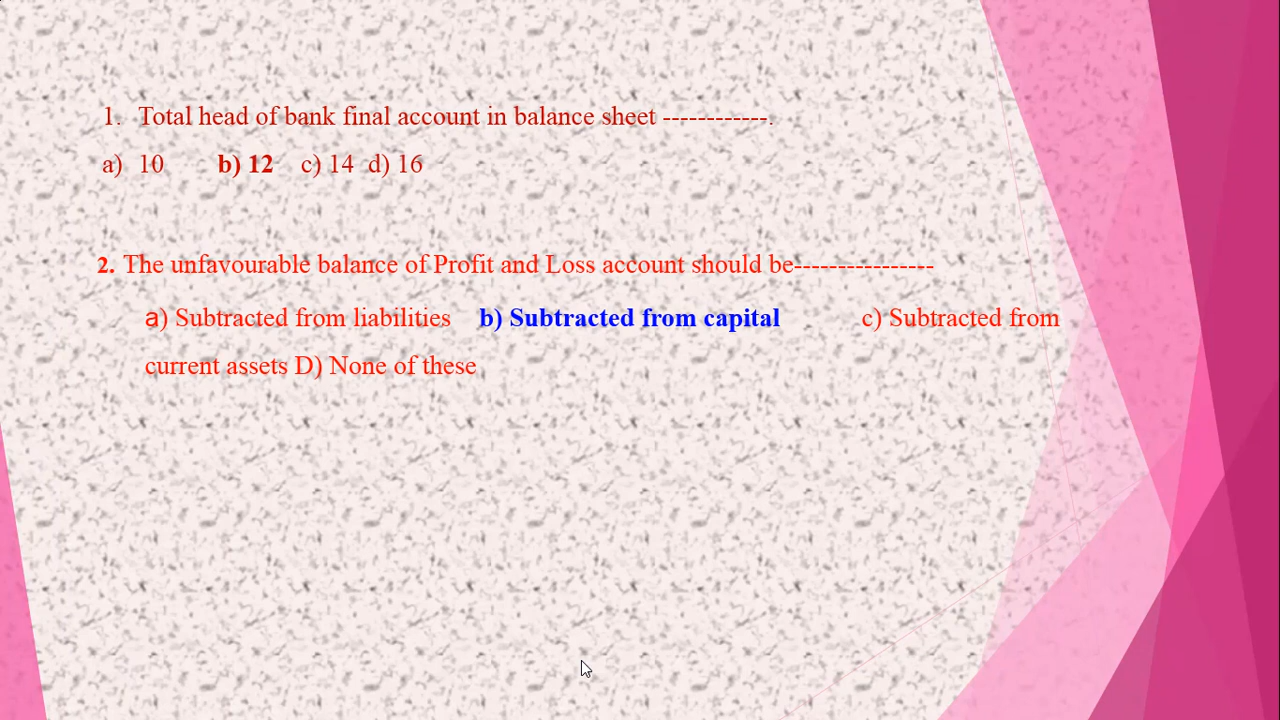 1. Total head of bank final account in balance sheet ------------.
a) 10 b) 12 c) 14 d) 16
2. The unfavourable balance of Profit and Loss account should be----------------
a) Subtracted from liabilities b) Subtracted from capital c) Subtracted from
current assets D) None of these